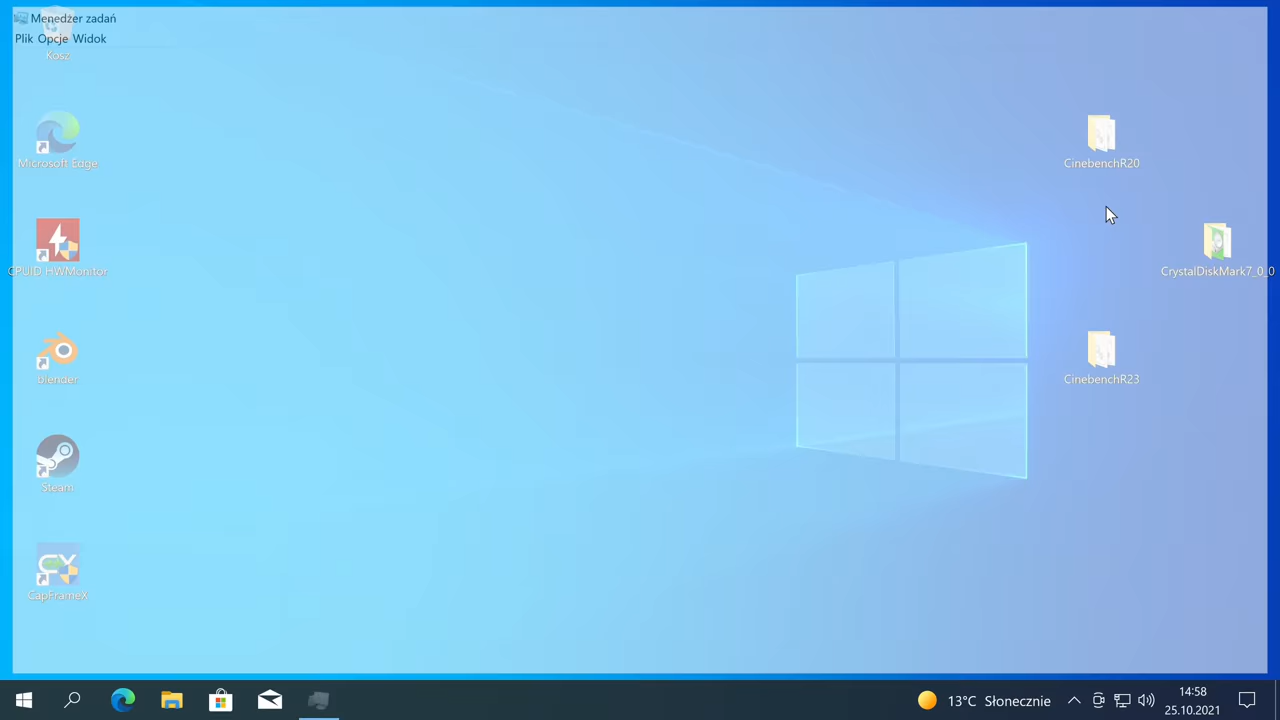 Menedżer zadań
Plik Opcje Widok
Kosz
Microsoft Edge
CPUID HWMonitor
blender
Steam
CapFrameX
CinebenchR20
CrystalDiskMark7_0_0
CinebenchR23
13°C Słonecznie
14:58
25.10.2021